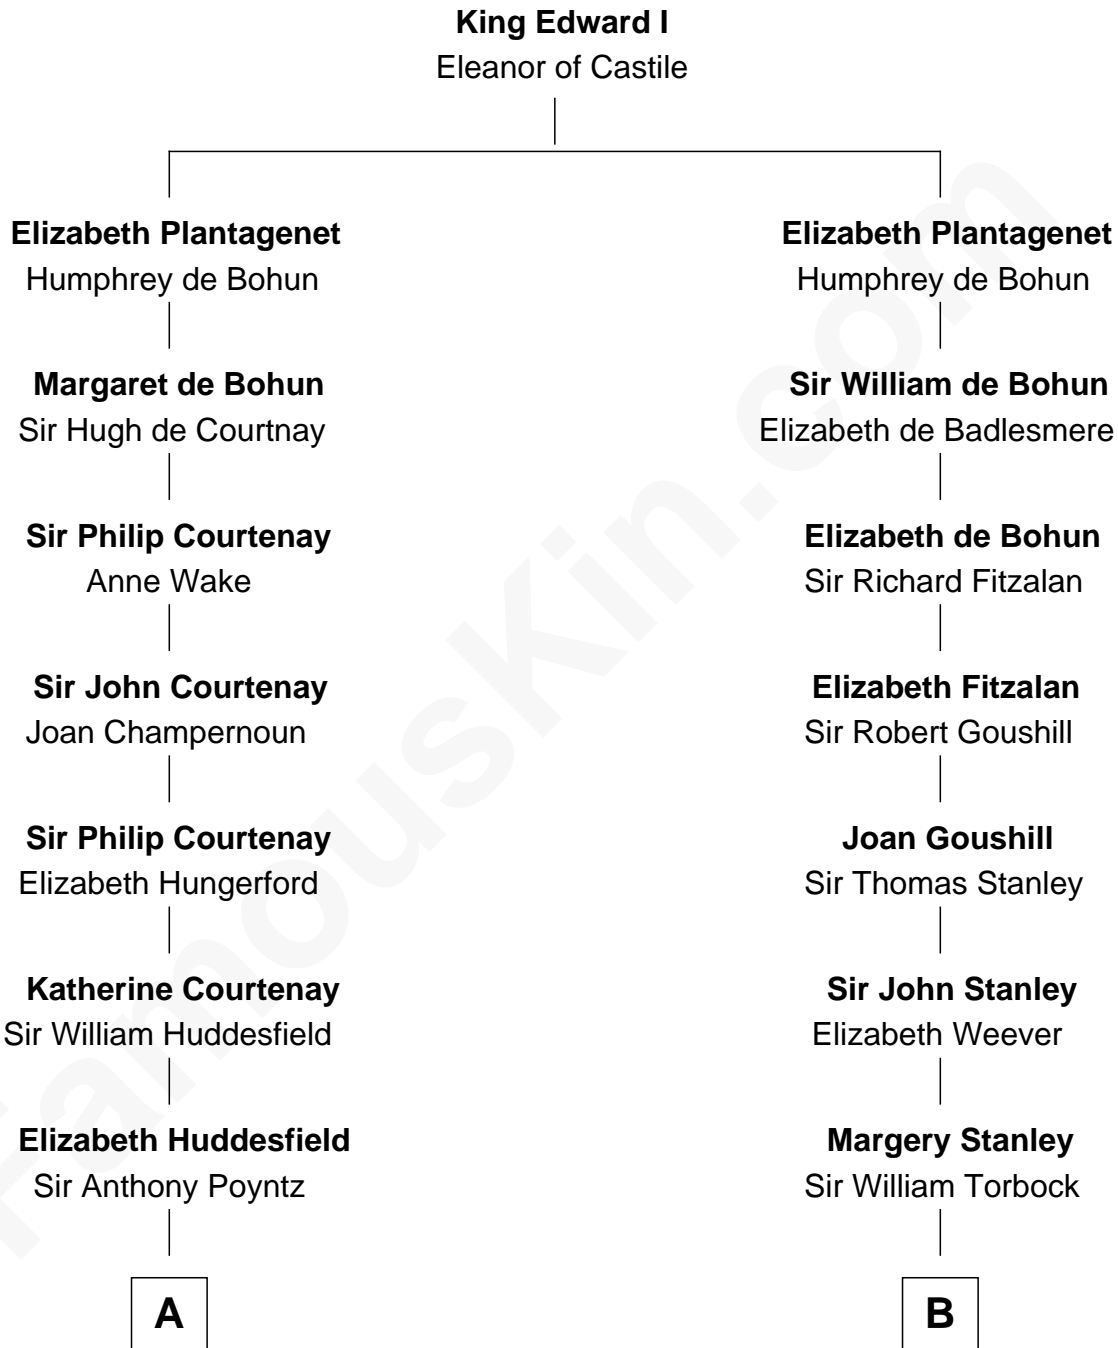 King Edward I
Eleanor of Castile
Elizabeth Plantagenet
Humphrey de Bohun
Margaret de Bohun
Sir Hugh de Courtnay
Sir Philip Courtenay
Anne Wake
Sir John Courtenay
Joan Champernoun
Sir Philip Courtenay
Elizabeth Hungerford
Katherine Courtenay
Sir William Huddesfield
Elizabeth Huddesfield
Sir Anthony Poyntz
A
Elizabeth Plantagenet
Humphrey de Bohun
Sir William de Bohun
Elizabeth de Badlesmere
Elizabeth de Bohun
Sir Richard Fitzalan
Elizabeth Fitzalan
Sir Robert Goushill
Joan Goushill
Sir Thomas Stanley
Sir John Stanley
Elizabeth Weever
Margery Stanley
Sir William Torbock
B
FamousKin.com